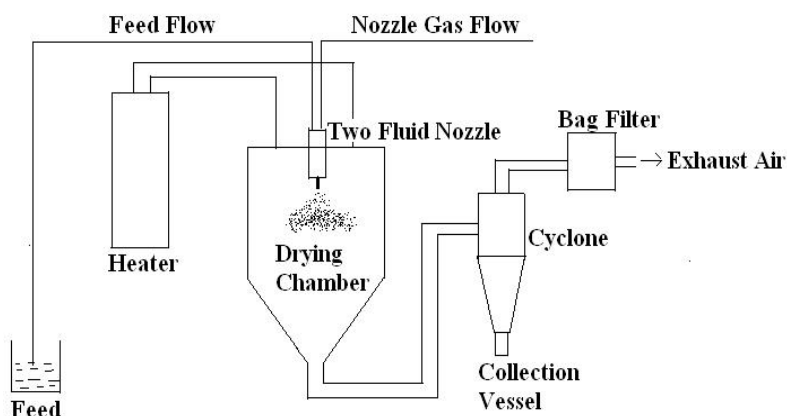 Feed Flow
Nozzle Gas Flow
Two Fluid Nozzle
Bag Filter
Exhaust Air
Heater
Drying
Chamber
Cyclone
Collection
Vessel
Feed